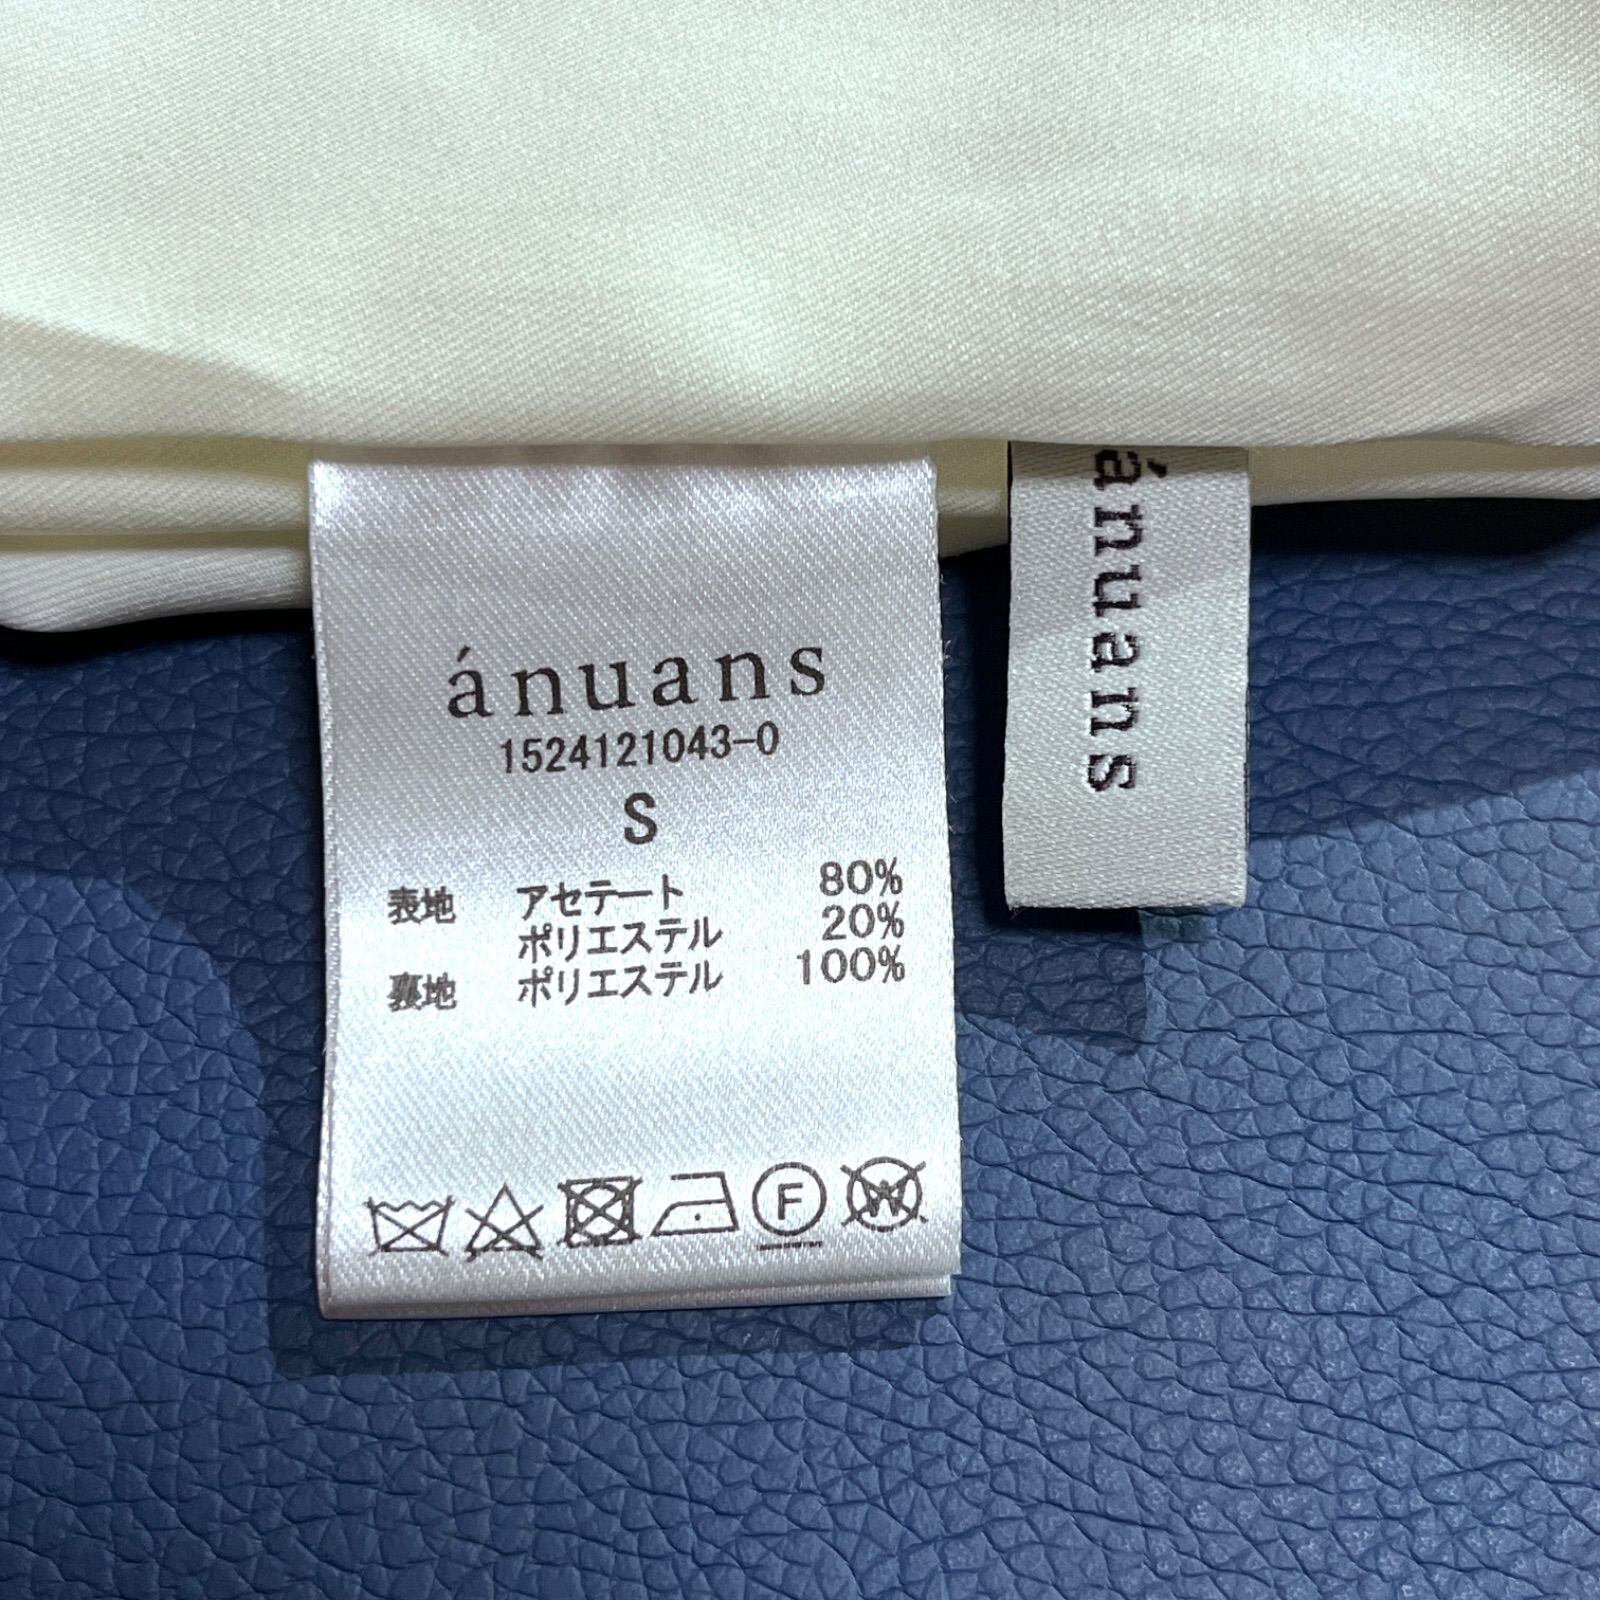 ánuans
1524121043-0
S
表地 アセテート 80%
ポリエステル 20%
裏地 ポリエステル 100%
F
W
ánuans